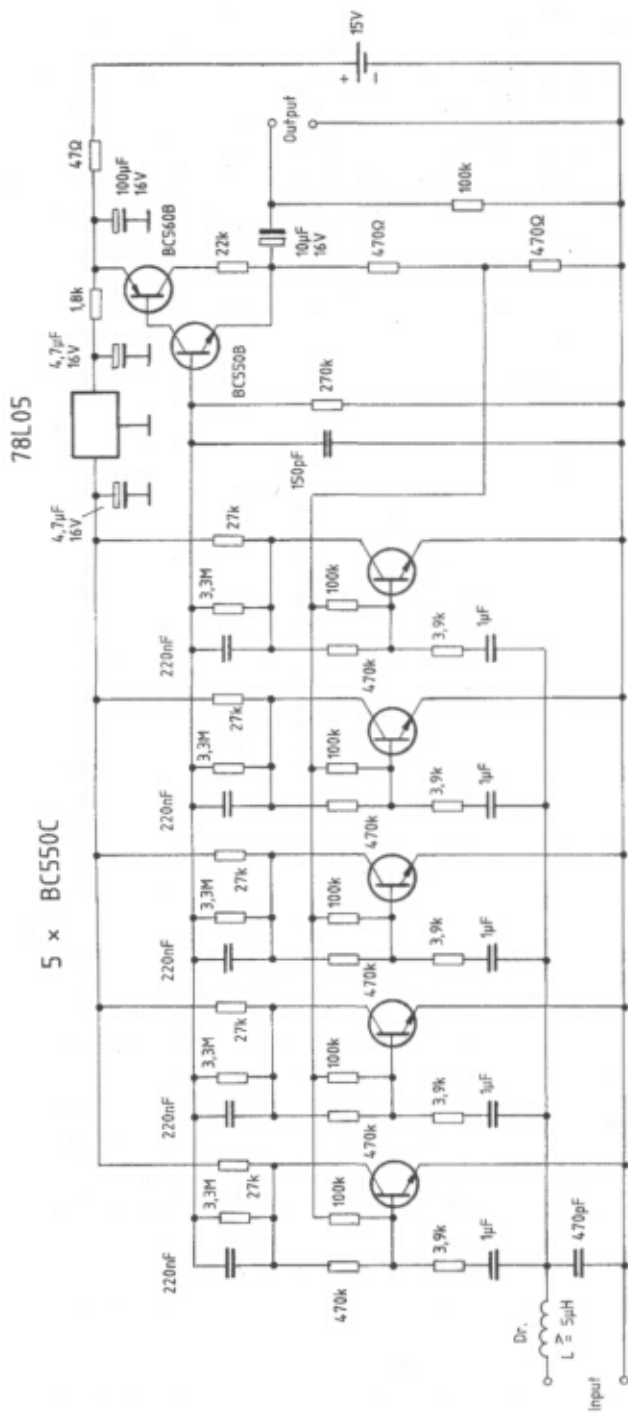 78L05
5 × BC550C
4,7µF
16V
4,7µF
16V
1,8k
100µF
16V
47Ω
BC560B
22k
10µF
16V
BC550B
Output
15V
+
-
220nF
3,3M
27k
220nF
3,3M
27k
220nF
3,3M
27k
220nF
3,3M
27k
220nF
3,3M
27k
150pF
270k
470Ω
100k
470Ω
470k
100k
470k
100k
470k
100k
470k
100k
470k
100k
3,9k
1µF
3,9k
1µF
3,9k
1µF
3,9k
1µF
3,9k
1µF
Dr.
L ≥ 5µH
470pF
Input